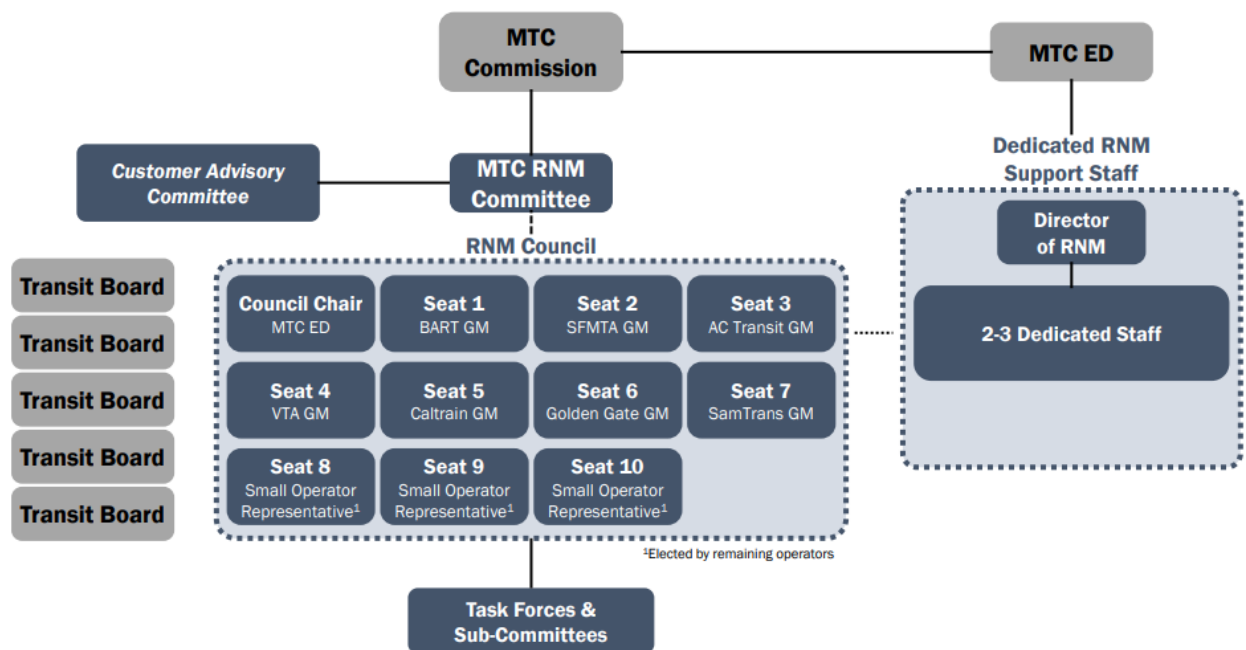 MTC
Commission
MTC ED
Customer Advisory
Committee
MTC RNM
Committee
Dedicated RNM
Support Staff
Director
of RNM
2-3 Dedicated Staff
RNM Council
Transit Board
Transit Board
Transit Board
Transit Board
Transit Board
Council Chair
MTC ED
Seat 1
BART GM
Seat 2
SFMTA GM
Seat 3
AC Transit GM
Seat 4
VTA GM
Seat 5
Caltrain GM
Seat 6
Golden Gate GM
Seat 7
SamTrans GM
Seat 8
Small Operator
Representative¹
Seat 9
Small Operator
Representative¹
Seat 10
Small Operator
Representative¹
¹Elected by remaining operators
Task Forces &
Sub-Committees